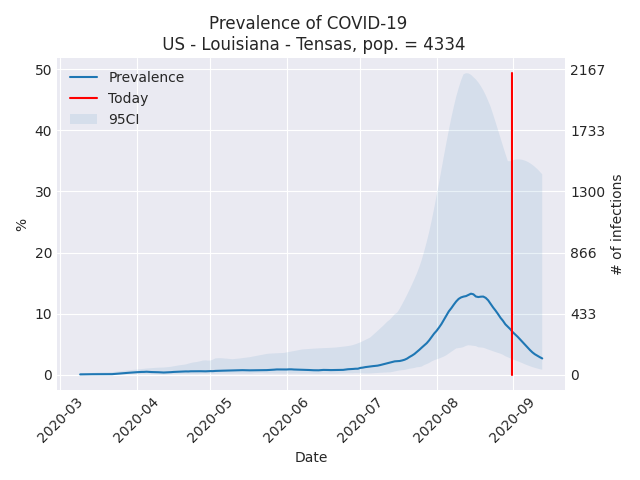 Prevalence of COVID-19
US - Louisiana - Tensas, pop. = 4334
Prevalence
Today
95CI
50
40
30
20
10
0
%
2167
1733
1300
866
433
0
# of infections
2020-03
2020-04
2020-05
2020-06
2020-07
2020-08
2020-09
Date